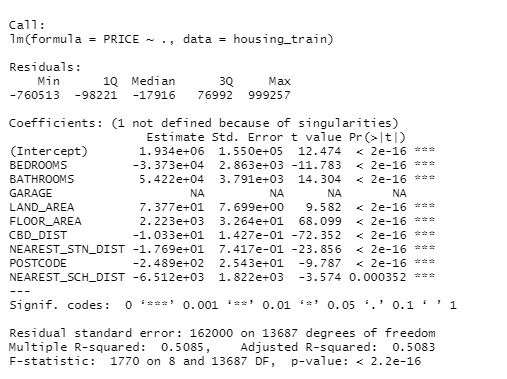 Call:
lm(formula = PRICE ~ ., data = housing_train)
Residuals:
    Min      1Q  Median      3Q     Max
-760513  -98221  -17916   76992  999257
Coefficients: (1 not defined because of singularities)
                   Estimate Std. Error t value Pr(>|t|)
(Intercept)       1.934e+06  1.550e+05  12.474  < 2e-16 ***
BEDROOMS         -3.373e+04  2.863e+03 -11.783  < 2e-16 ***
BATHROOMS         5.422e+04  3.791e+03  14.304  < 2e-16 ***
GARAGE                   NA         NA      NA       NA
LAND_AREA         7.377e+01  7.699e+00   9.582  < 2e-16 ***
FLOOR_AREA        2.223e+03  3.264e+01  68.099  < 2e-16 ***
CBD_DIST         -1.033e+01  1.427e-01 -72.352  < 2e-16 ***
NEAREST_STN_DIST -1.769e+01  7.417e-01 -23.856  < 2e-16 ***
POSTCODE         -2.489e+02  2.543e+01  -9.787  < 2e-16 ***
NEAREST_SCH_DIST -6.512e+03  1.822e+03  -3.574 0.000352 ***
---
Signif. codes:  0 ‘***’ 0.001 ‘**’ 0.01 ‘*’ 0.05 ‘.’ 0.1 ‘ ’ 1
Residual standard error: 162000 on 13687 degrees of freedom
Multiple R-squared:  0.5085,    Adjusted R-squared:  0.5083
F-statistic:  1770 on 8 and 13687 DF,  p-value: < 2.2e-16